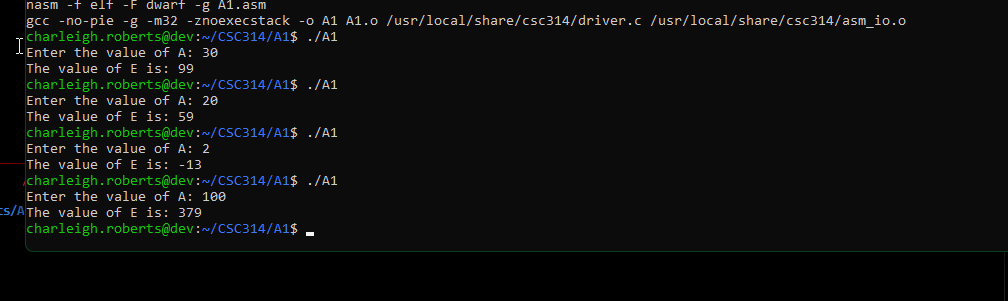 nasm -f elf -F dwarf -g A1.asm
gcc -no-pie -g -m32 -znoexecstack -o A1 A1.o /usr/local/share/csc314/driver.c /usr/local/share/csc314/asm_io.o
charleigh.roberts@dev:~/CSC314/A1$ ./A1
Enter the value of A: 30
The value of E is: 99
charleigh.roberts@dev:~/CSC314/A1$ ./A1
Enter the value of A: 20
The value of E is: 59
charleigh.roberts@dev:~/CSC314/A1$ ./A1
Enter the value of A: 2
The value of E is: -13
charleigh.roberts@dev:~/CSC314/A1$ ./A1
Enter the value of A: 100
cs/A
The value of E is: 379
charleigh.roberts@dev:~/CSC314/A1$